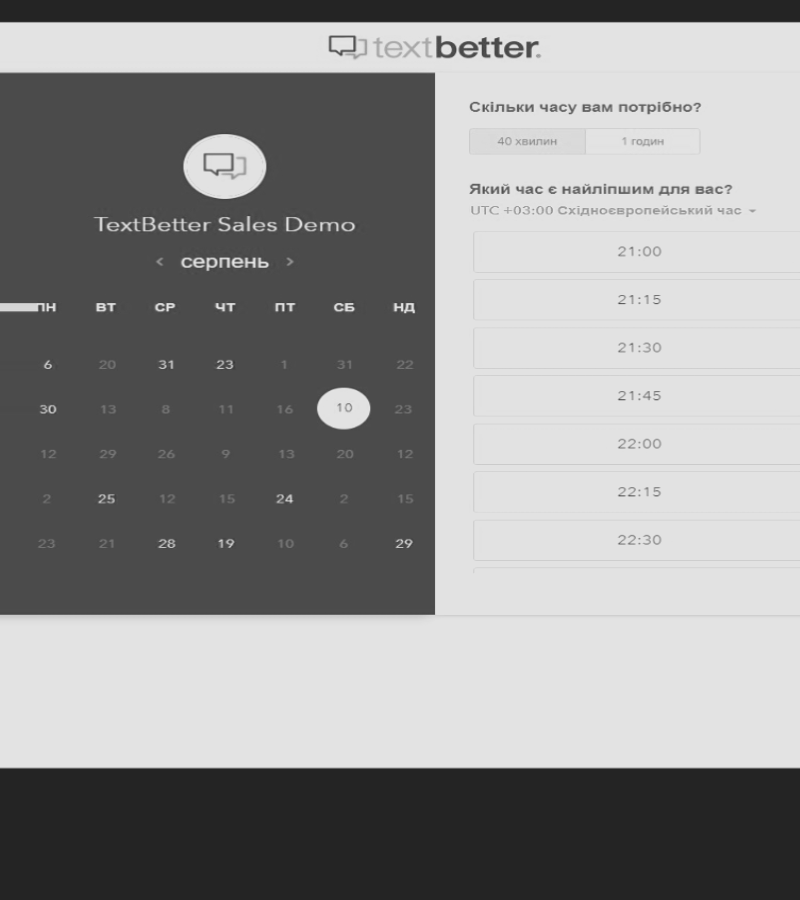 textbetter.
TextBetter Sales Demo
< серпень >
ПН ВТ СР ЧТ ПТ СБ НД
6 20 31 23 1 31 22
30 13 8 11 16 10 23
12 29 26 9 13 20 12
2 25 12 15 24 2 15
23 21 28 19 10 6 29
Скільки часу вам потрібно?
40 хвилин 1 годин
Який час є найліпшим для вас?
UTC +03:00 Східноєвропейський час
21:00
21:15
21:30
21:45
22:00
22:15
22:30